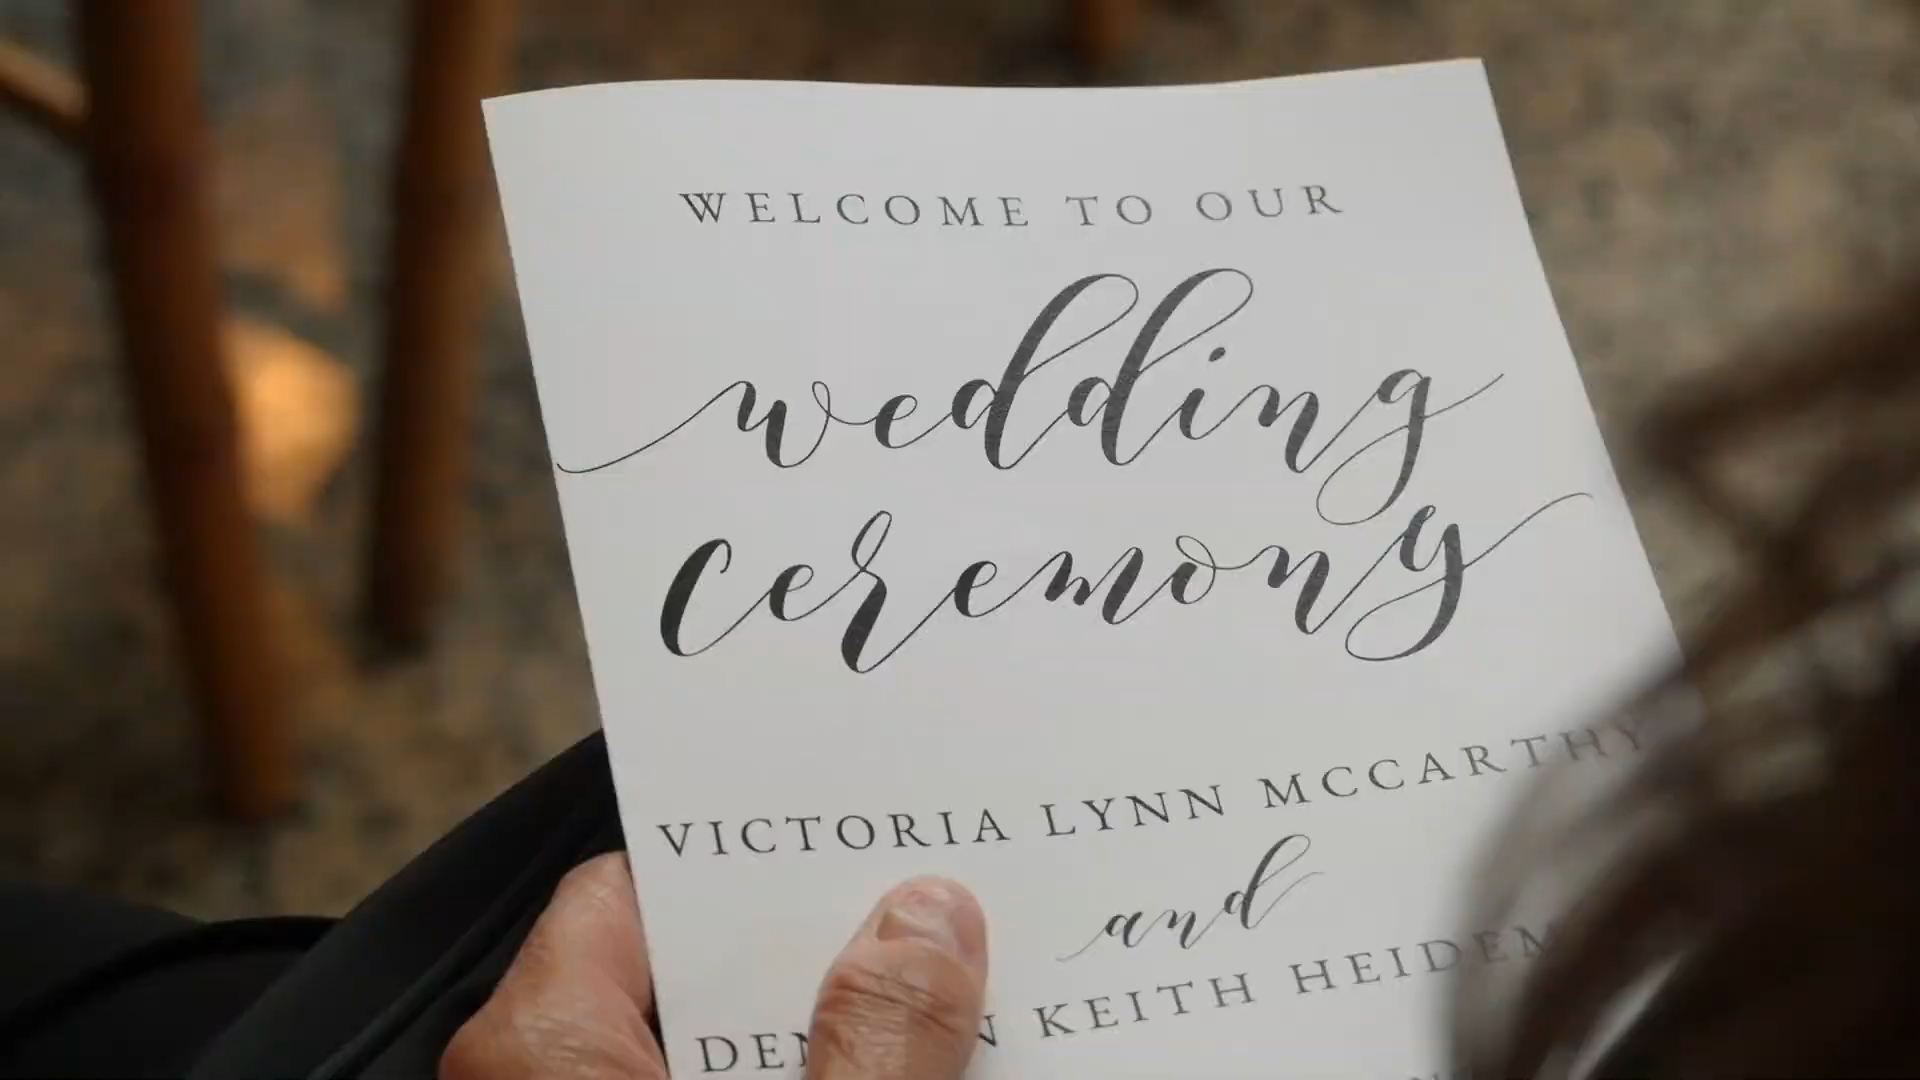 WELCOME TO OUR
wedding
ceremony
VICTORIA LYNN MCCARTHY
and
KEITH